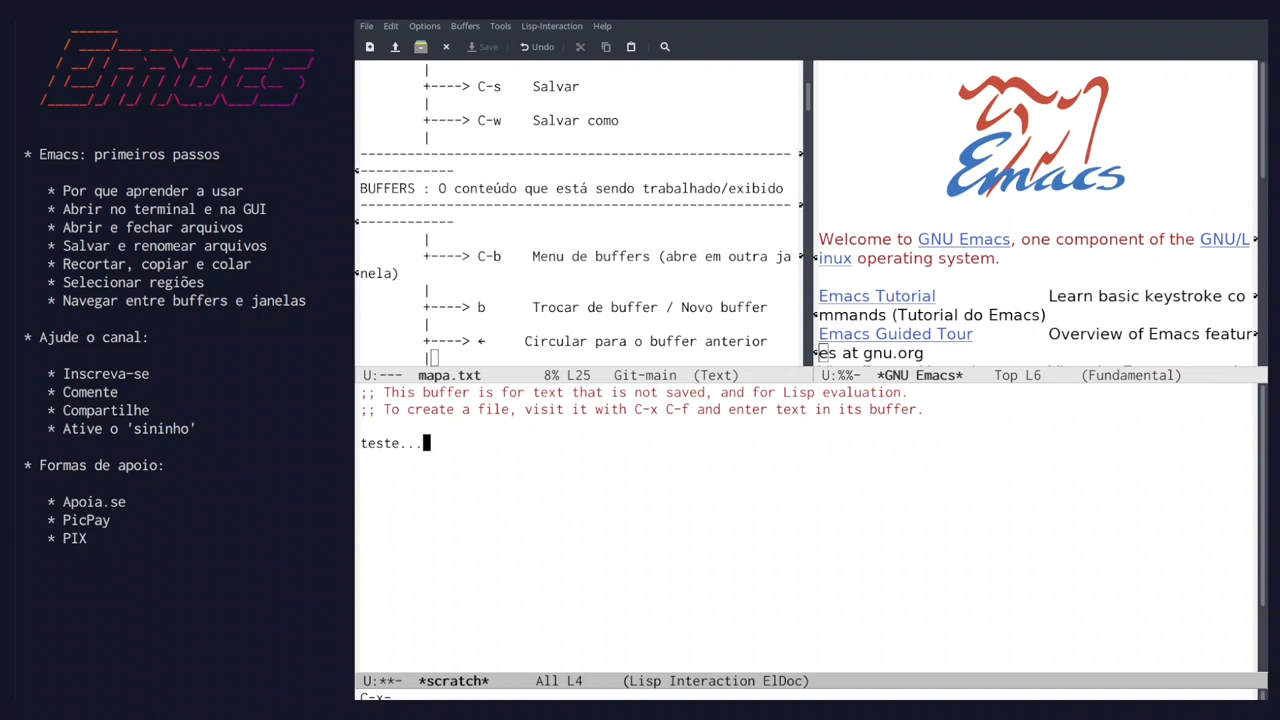 Emacs
* Emacs: primeiros passos
* Por que aprender a usar
* Abrir no terminal e na GUI
* Abrir e fechar arquivos
* Salvar e renomear arquivos
* Recortar, copiar e colar
* Selecionar regiões
* Navegar entre buffers e janelas
* Ajude o canal:
* Inscreva-se
* Comente
* Compartilhe
* Ative o 'sininho'
* Formas de apoio:
* Apoia.se
* PicPay
* PIX
File Edit Options Buffers Tools Lisp-Interaction Help
Save Undo
|
+----> C-s Salvar
|
+----> C-w Salvar como
|
BUFFERS : O conteúdo que está sendo trabalhado/exibido
|
+----> C-b Menu de buffers (abre em outra ja
nela)
|
+----> b Trocar de buffer / Novo buffer
|
+----> ← Circular para o buffer anterior
|
U:--- mapa.txt 8% L25 Git-main (Text)
Emacs
Welcome to GNU Emacs, one component of the GNU/L
inux operating system.
Emacs Tutorial Learn basic keystroke co
mmands (Tutorial do Emacs)
Emacs Guided Tour Overview of Emacs featur
es at gnu.org
U:%%- *GNU Emacs* Top L6 (Fundamental)
;; This buffer is for text that is not saved, and for Lisp evaluation.
;; To create a file, visit it with C-x C-f and enter text in its buffer.
teste...
U:**- *scratch* All L4 (Lisp Interaction ElDoc)
C-x-